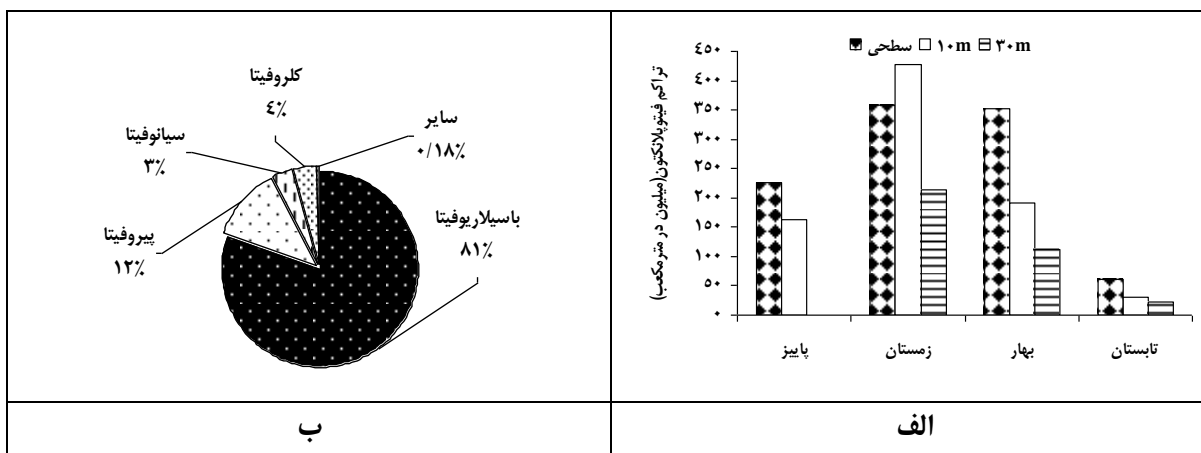 سطحی ۱۰m ۳۰m
تراکم فیتوپلانکتون(میلیون در مترمکعب)
۴۵۰
۴۰۰
۳۵۰
۳۰۰
۲۵۰
۲۰۰
۱۵۰
۱۰۰
۵۰
۰
پاییز زمستان بهار تابستان
الف
کلروفیتا
۴٪
سیانوفیتا
۳٪
پیروفیتا
۱۲٪
سایر
۰/۱۸٪
باسیلاریوفیتا
۸۱٪
ب